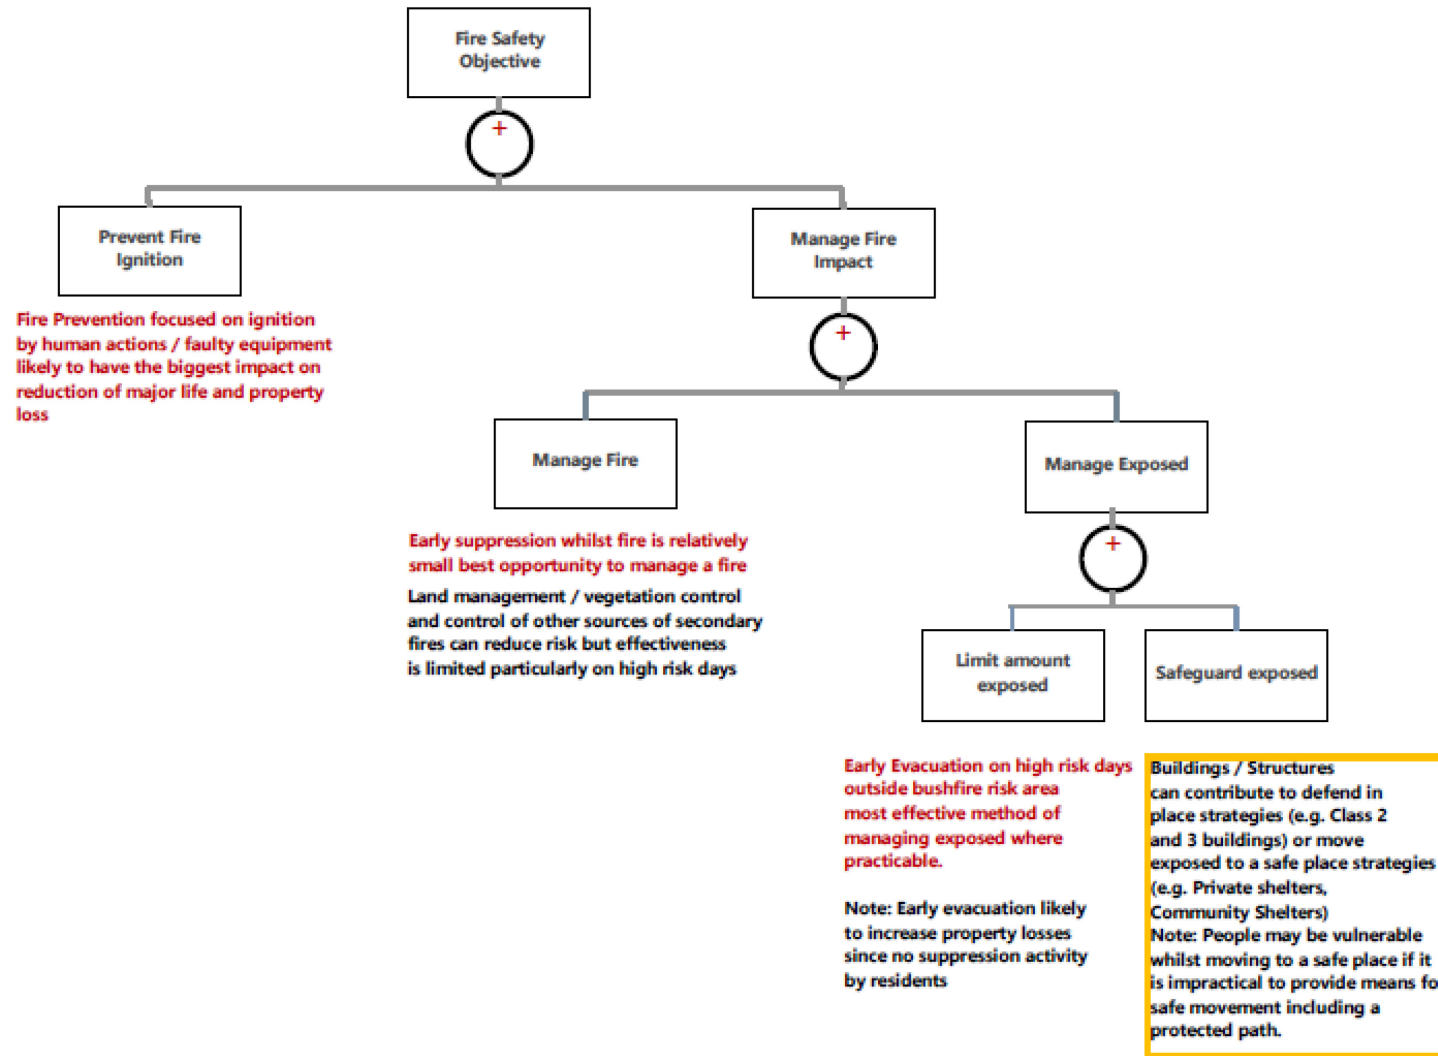 Fire Safety
Objective
+
Prevent Fire
Ignition
Manage Fire
Impact
Fire Prevention focused on ignition
by human actions / faulty equipment
likely to have the biggest impact on
reduction of major life and property
loss
+
Manage Fire
Manage Exposed
Early suppression whilst fire is relatively
small best opportunity to manage a fire
Land management / vegetation control
and control of other sources of secondary
fires can reduce risk but effectiveness
is limited particularly on high risk days
+
Limit amount
exposed
Safeguard exposed
Early Evacuation on high risk days
outside bushfire risk area
most effective method of
managing exposed where
practicable.
Note: Early evacuation likely
to increase property losses
since no suppression activity
by residents
Buildings / Structures
can contribute to defend in
place strategies (e.g. Class 2
and 3 buildings) or move
exposed to a safe place strategies
(e.g. Private shelters,
Community Shelters)
Note: People may be vulnerable
whilst moving to a safe place if it
is impractical to provide means fo
safe movement including a
protected path.